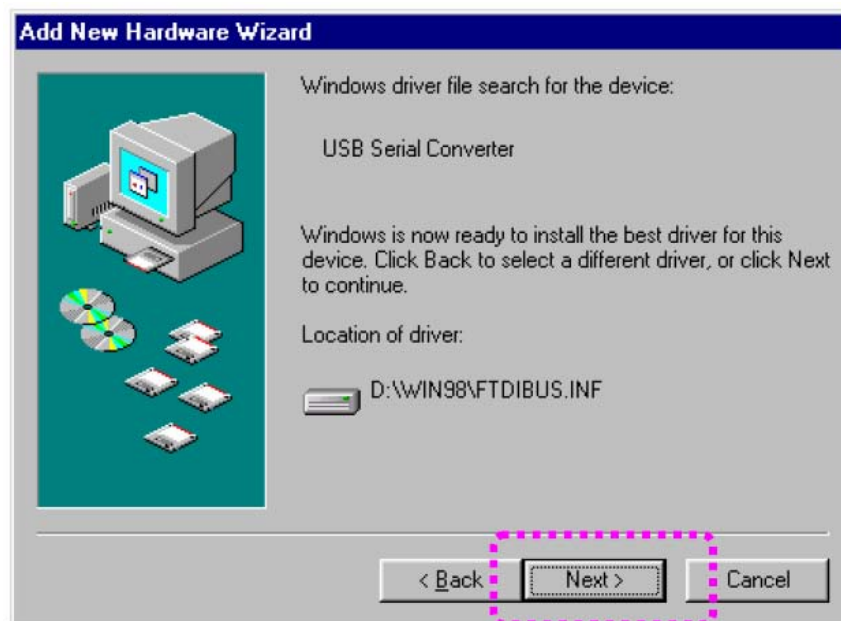 Add New Hardware Wizard
Windows driver file search for the device:
USB Serial Converter
Windows is now ready to install the best driver for this
device. Click Back to select a different driver, or click Next
to continue.
Location of driver:
D:\WIN98\FTDIBUS.INF
< Back
Next >
Cancel